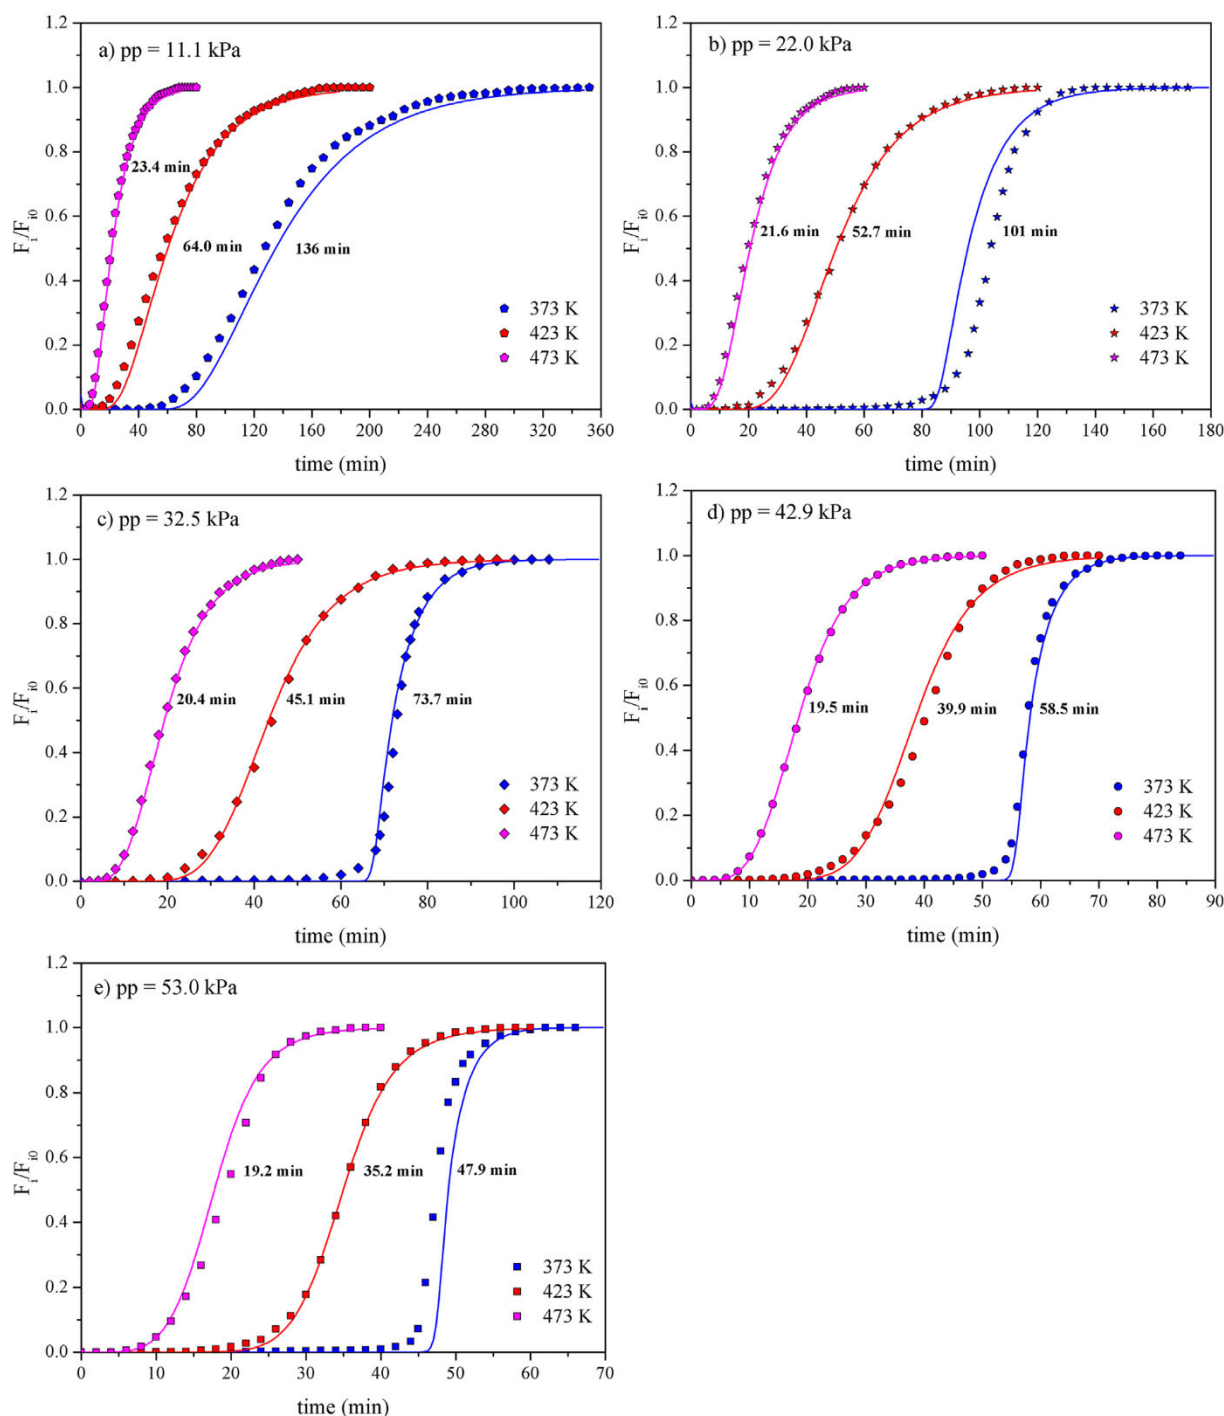 a) pp = 11.1 kPa
1.2
1.0
0.8
0.6
0.4
0.2
0.0
F_i/F_i0
23.4 min
64.0 min
136 min
373 K
423 K
473 K
0 40 80 120 160 200 240 280 320 360
time (min)
b) pp = 22.0 kPa
1.2
1.0
0.8
0.6
0.4
0.2
0.0
F_i/F_i0
21.6 min
52.7 min
101 min
373 K
423 K
473 K
0 20 40 60 80 100 120 140 160 180
time (min)
c) pp = 32.5 kPa
1.2
1.0
0.8
0.6
0.4
0.2
0.0
F_i/F_i0
20.4 min
45.1 min
73.7 min
373 K
423 K
473 K
0 20 40 60 80 100 120
time (min)
d) pp = 42.9 kPa
1.2
1.0
0.8
0.6
0.4
0.2
0.0
F_i/F_i0
19.5 min
39.9 min
58.5 min
373 K
423 K
473 K
0 10 20 30 40 50 60 70 80 90
time (min)
e) pp = 53.0 kPa
1.2
1.0
0.8
0.6
0.4
0.2
0.0
F_i/F_i0
19.2 min
35.2 min
47.9 min
373 K
423 K
473 K
0 10 20 30 40 50 60 70
time (min)